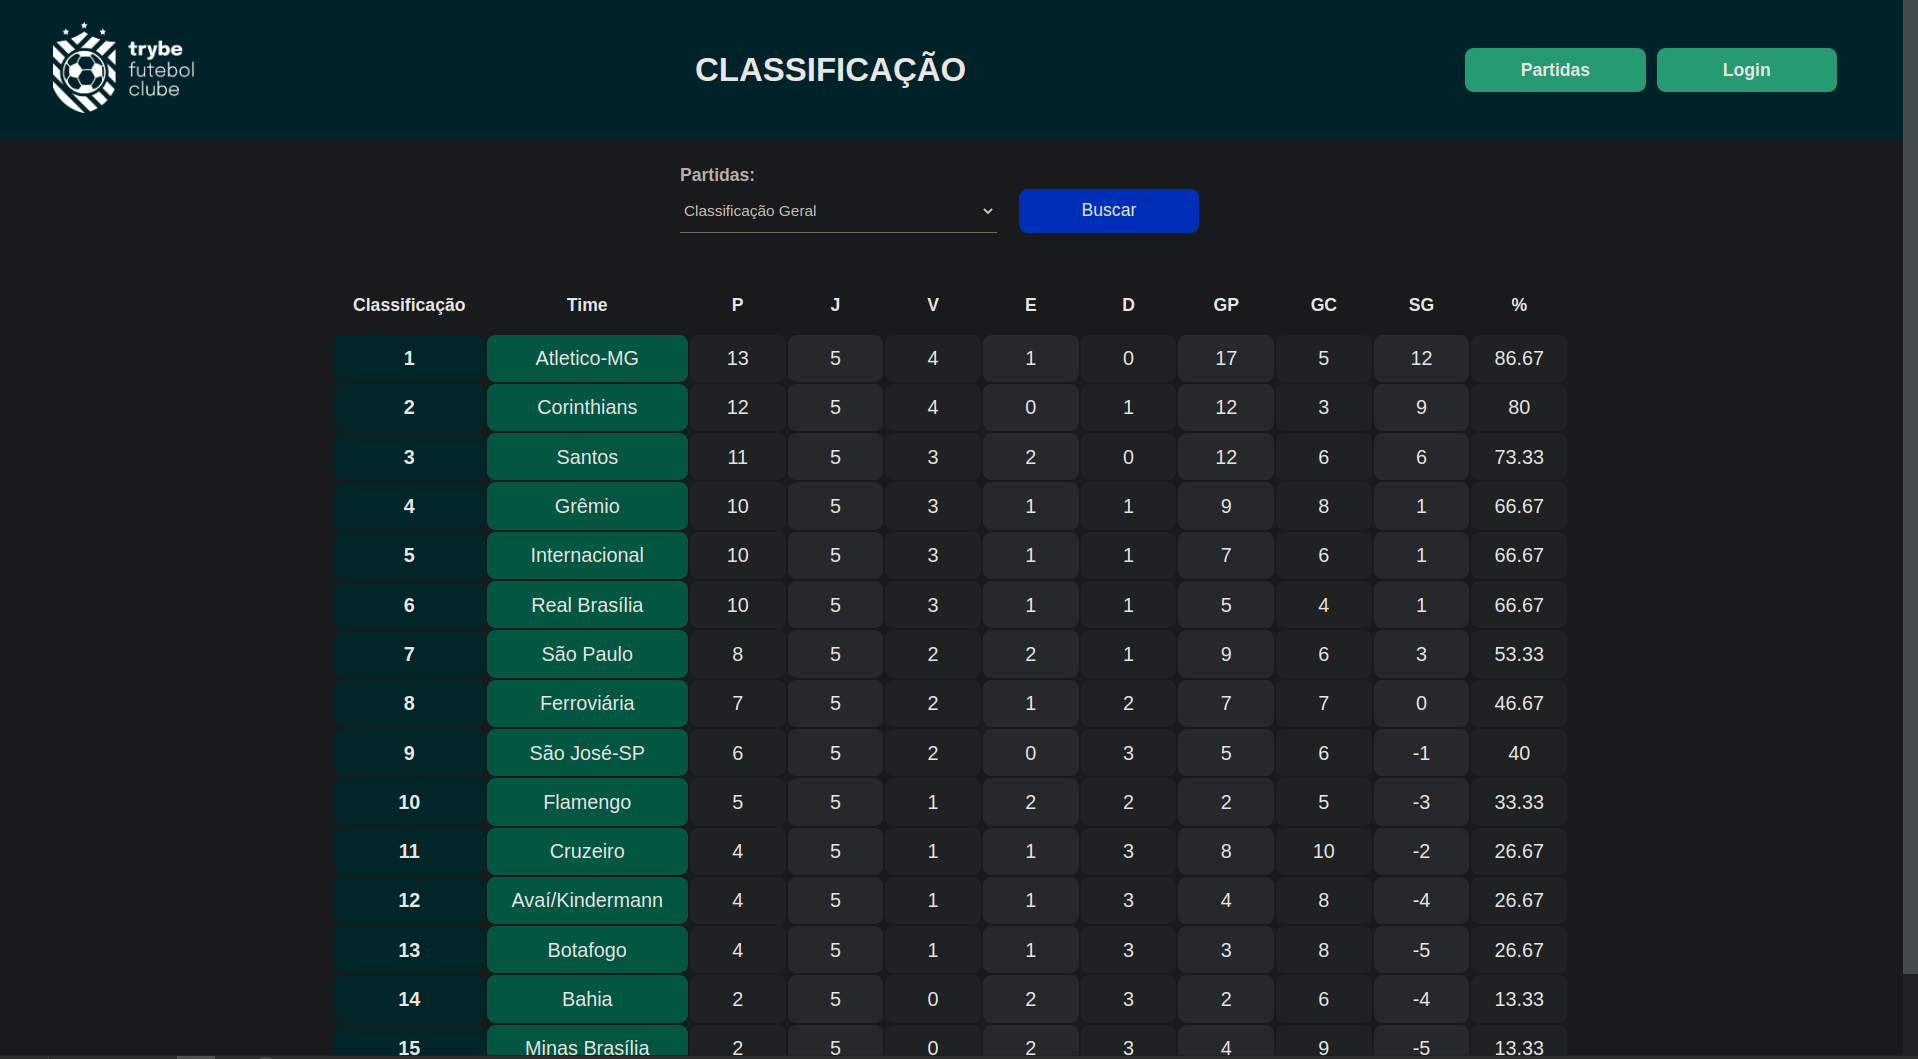 trybe
futebol
clube
CLASSIFICAÇÃO
Partidas
Login
Partidas:
Classificação Geral
Buscar
Classificação Time P J V E D GP GC SG %
1 Atletico-MG 13 5 4 1 0 17 5 12 86.67
2 Corinthians 12 5 4 0 1 12 3 9 80
3 Santos 11 5 3 2 0 12 6 6 73.33
4 Grêmio 10 5 3 1 1 9 8 1 66.67
5 Internacional 10 5 3 1 1 7 6 1 66.67
6 Real Brasília 10 5 3 1 1 5 4 1 66.67
7 São Paulo 8 5 2 2 1 9 6 3 53.33
8 Ferroviária 7 5 2 1 2 7 7 0 46.67
9 São José-SP 6 5 2 0 3 5 6 -1 40
10 Flamengo 5 5 1 2 2 2 5 -3 33.33
11 Cruzeiro 4 5 1 1 3 8 10 -2 26.67
12 Avaí/Kindermann 4 5 1 1 3 4 8 -4 26.67
13 Botafogo 4 5 1 1 3 3 8 -5 26.67
14 Bahia 2 5 0 2 3 2 6 -4 13.33
15 Minas Brasília 2 5 0 2 3 4 9 -5 13.33